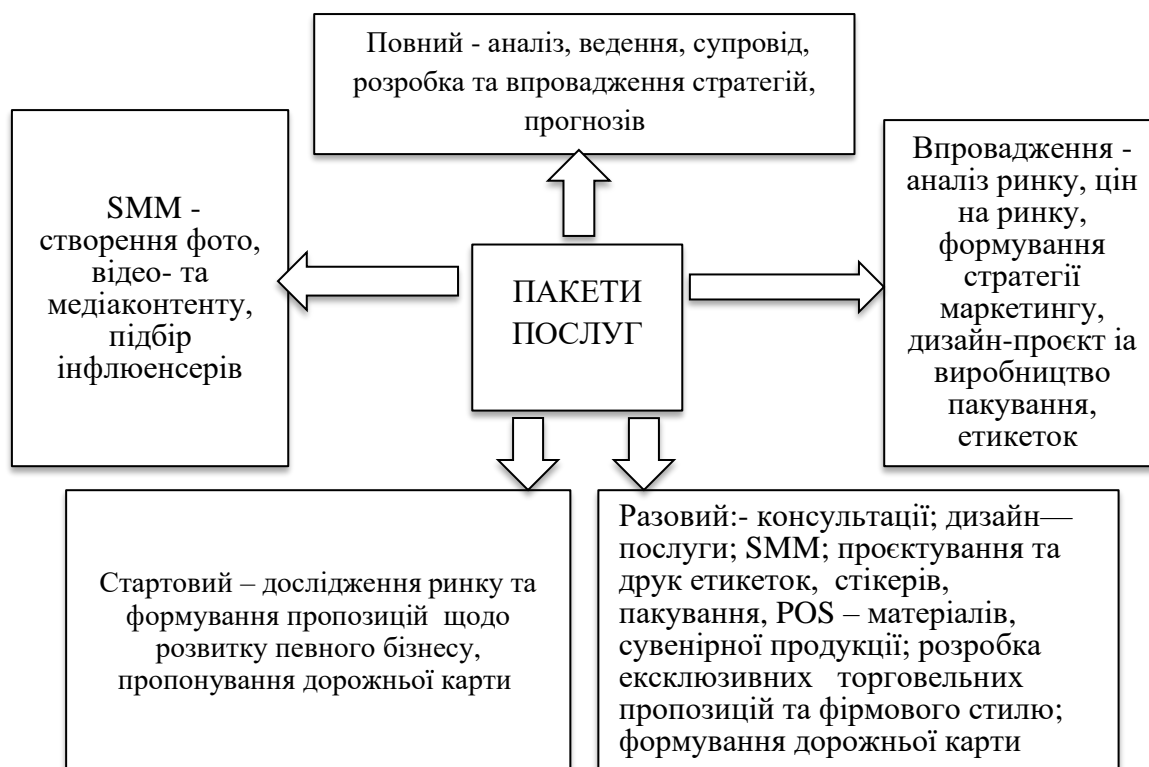 Повний - аналіз, ведення, супровід,
розробка та впровадження стратегій,
прогнозів
SMM -
створення фото,
відео- та
медіаконтенту,
підбір
інфлюенсерів
ПАКЕТИ
ПОСЛУГ
Впровадження -
аналіз ринку, цін
на ринку,
формування
стратегії
маркетингу,
дизайн-проєкт іа
виробництво
пакування,
етикеток
Стартовий – дослідження ринку та
формування пропозицій щодо
розвитку певного бізнесу,
пропонування дорожньої карти
Разовий:- консультації; дизайн—
послуги; SMM; проєктування та
друк етикеток, стікерів,
пакування, POS – матеріалів,
сувенірної продукції; розробка
ексклюзивних торговельних
пропозицій та фірмового стилю;
формування дорожньої карти